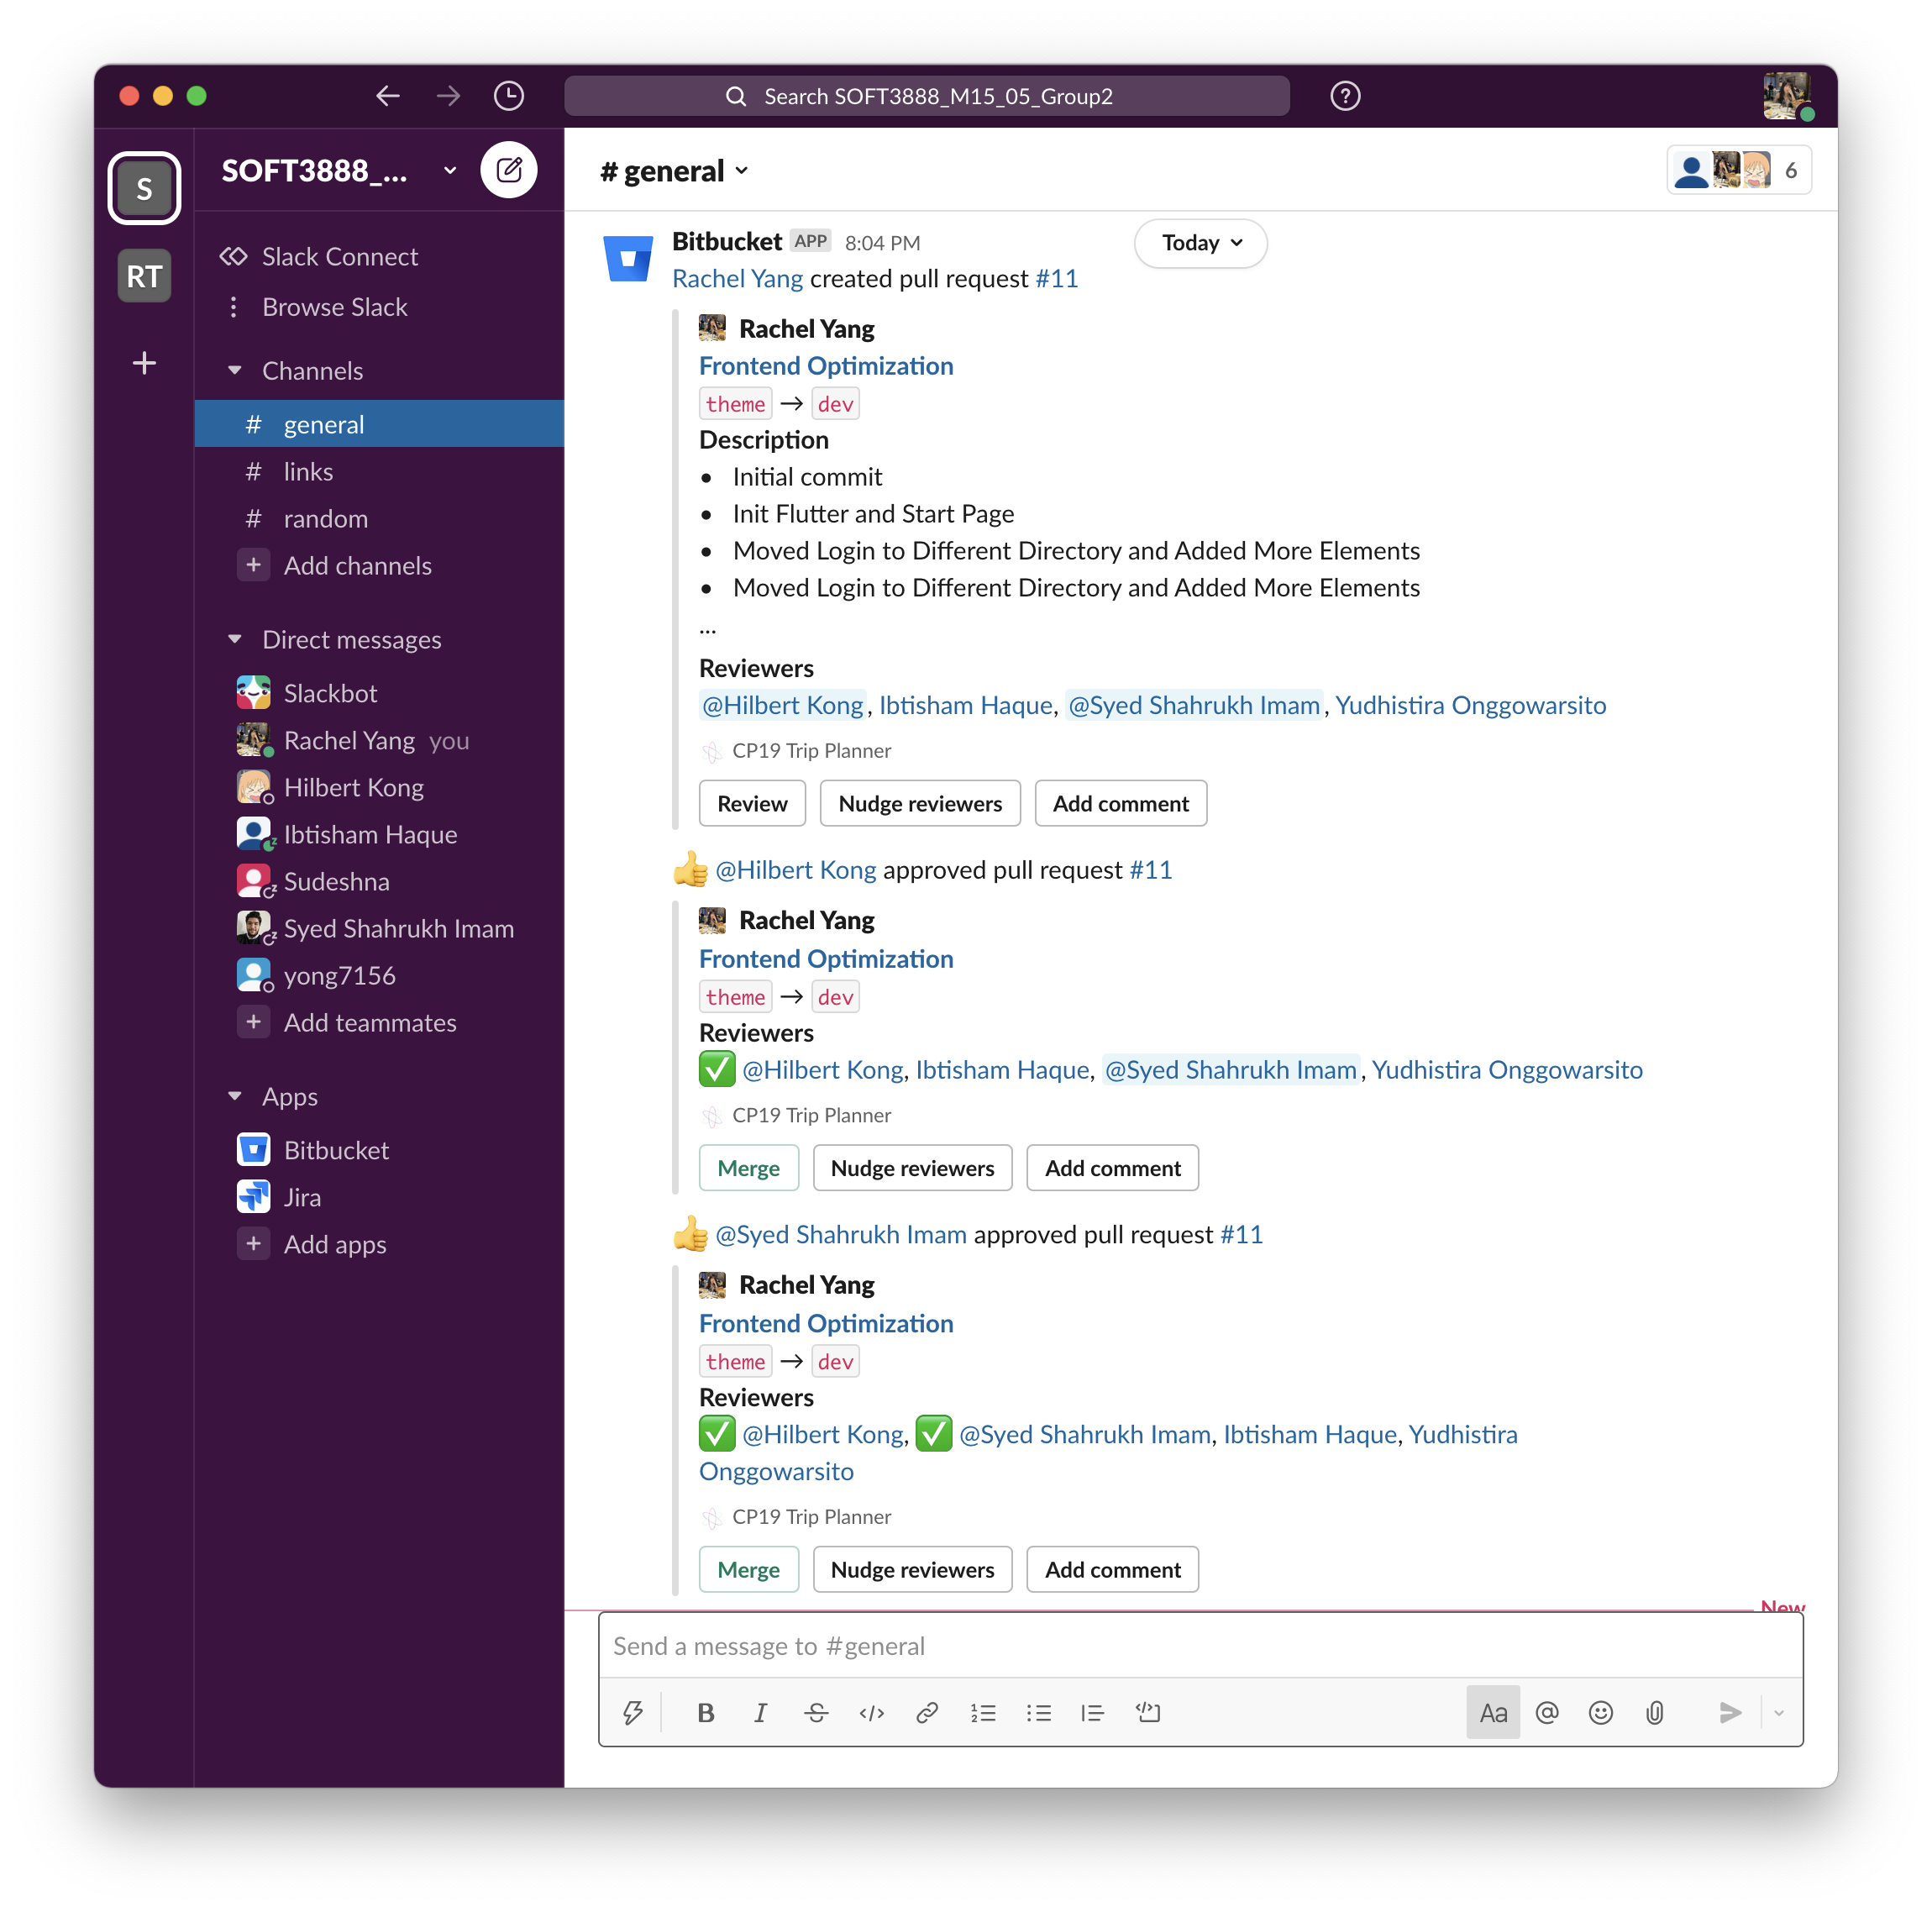 Search SOFT3888_M15_05_Group2
S
RT
SOFT3888_...
Slack Connect
Browse Slack
Channels
# general
# links
# random
+ Add channels
Direct messages
Slackbot
Rachel Yang you
Hilbert Kong
Ibtisham Haque
Sudeshna
Syed Shahrukh Imam
yong7156
+ Add teammates
Apps
Bitbucket
Jira
+ Add apps
# general
6
Today
Bitbucket APP 8:04 PM
Rachel Yang created pull request #11
Rachel Yang
Frontend Optimization
theme → dev
Description
• Initial commit
• Init Flutter and Start Page
• Moved Login to Different Directory and Added More Elements
• Moved Login to Different Directory and Added More Elements
...
Reviewers
@Hilbert Kong, Ibtisham Haque, @Syed Shahrukh Imam, Yudhistira Onggowarsito
CP19 Trip Planner
Review Nudge reviewers Add comment
👍 @Hilbert Kong approved pull request #11
Rachel Yang
Frontend Optimization
theme → dev
Reviewers
✅ @Hilbert Kong, Ibtisham Haque, @Syed Shahrukh Imam, Yudhistira Onggowarsito
CP19 Trip Planner
Merge Nudge reviewers Add comment
👍 @Syed Shahrukh Imam approved pull request #11
Rachel Yang
Frontend Optimization
theme → dev
Reviewers
✅ @Hilbert Kong, ✅ @Syed Shahrukh Imam, Ibtisham Haque, Yudhistira
Onggowarsito
CP19 Trip Planner
Merge Nudge reviewers Add comment
New
Send a message to #general
B I S </> Aa @